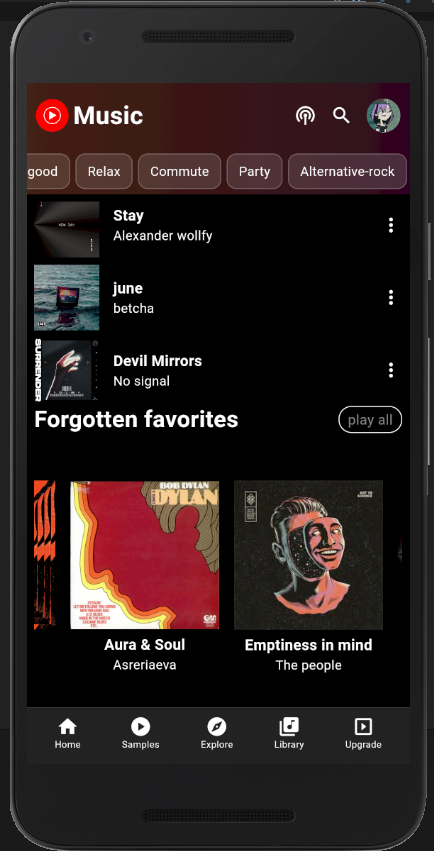 Music
good Relax Commute Party Alternative-rock
Stay
Alexander wollfy
june
betcha
SURRENDER
Devil Mirrors
No signal
Forgotten favorites play all
BOB DYLAN
DYLAN
Aura & Soul
Asreriaeva
Emptiness in mind
The people
Home Samples Explore Library Upgrade